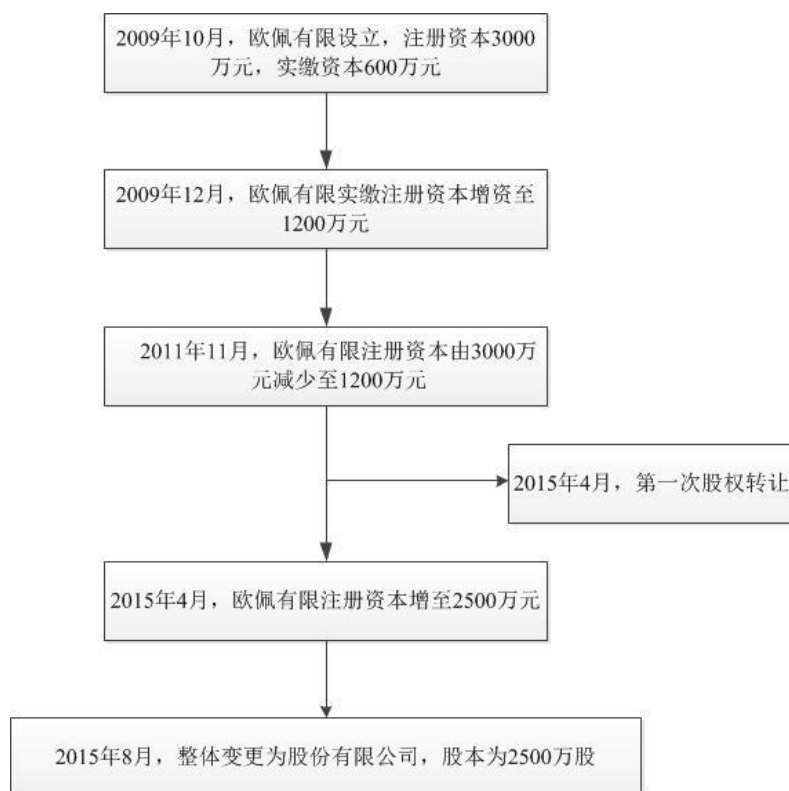 2009年10月，欧佩有限设立，注册资本3000
万元，实缴资本600万元
2009年12月，欧佩有限实缴注册资本增资至
1200万元
2011年11月，欧佩有限注册资本由3000万
元减少至1200万元
2015年4月，第一次股权转让
2015年4月，欧佩有限注册资本增至2500万元
2015年8月，整体变更为股份有限公司，股本为2500万股